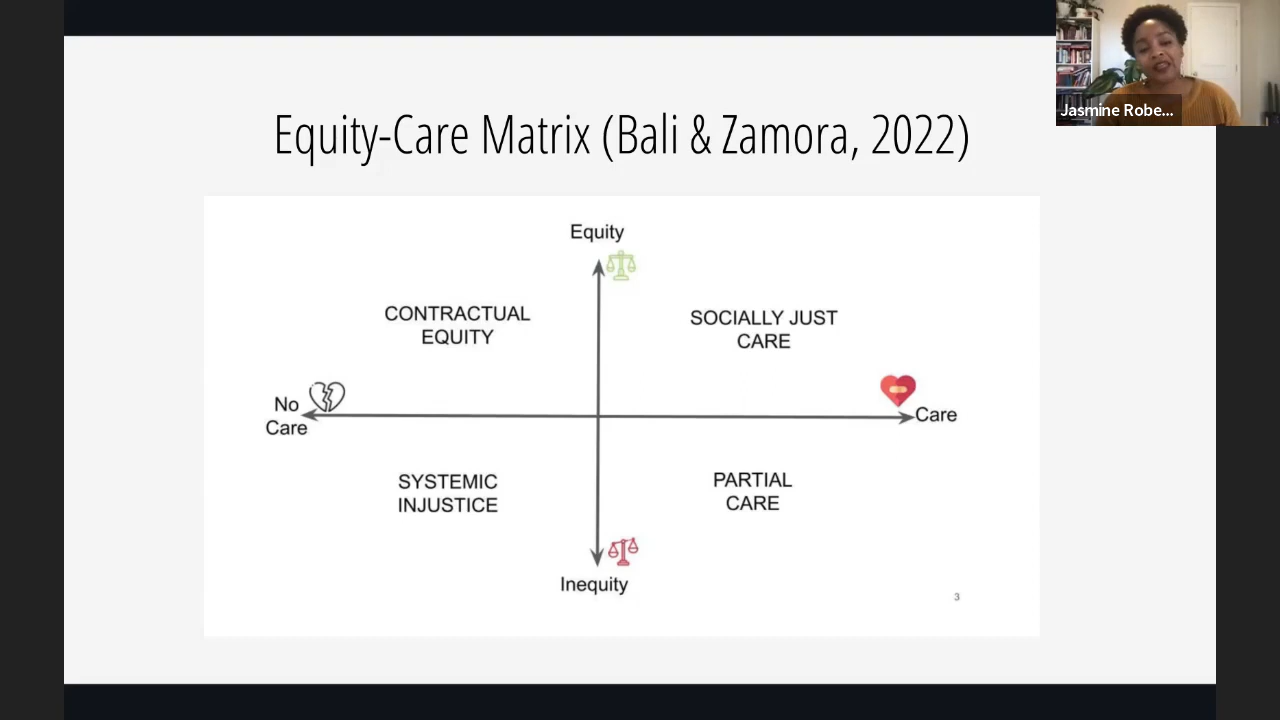 Jasmine Robe...
Equity-Care Matrix (Bali & Zamora, 2022)
Equity
CONTRACTUAL
EQUITY
SOCIALLY JUST
CARE
No
Care
Care
SYSTEMIC
INJUSTICE
PARTIAL
CARE
Inequity
3